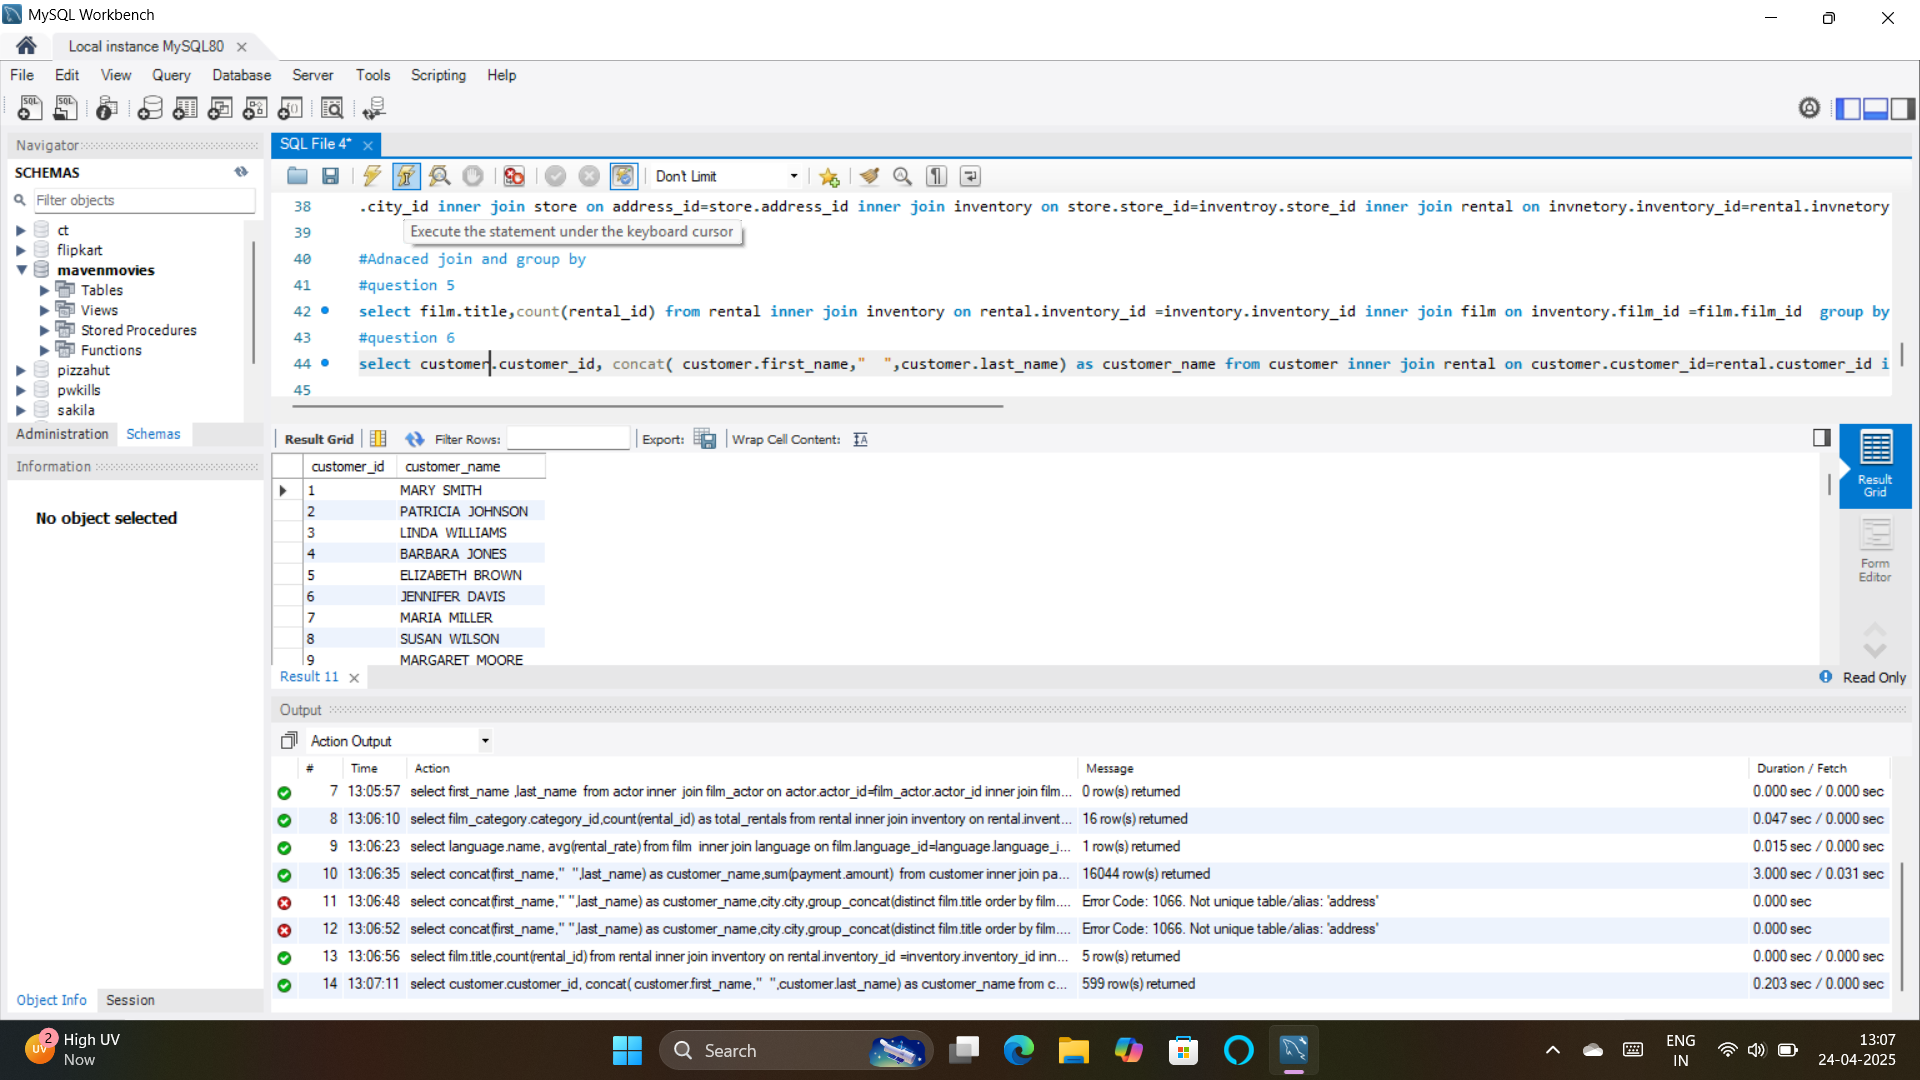 MySQL Workbench
Local instance MySQL80
File Edit View Query Database Server Tools Scripting Help
Navigator
SCHEMAS
Filter objects
ct
flipkart
mavenmovies
Tables
Views
Stored Procedures
Functions
pizzahut
pwkills
sakila
Administration Schemas
Information
No object selected
Object Info Session
SQL File 4*
Don't Limit
38 .city_id inner join store on address_id=store.address_id inner join inventory on store.store_id=inventroy.store_id inner join rental on invnetory.inventory_id=rental.invnetory
39
Execute the statement under the keyboard cursor
40 #Adnaced join and group by
41 #question 5
42 select film.title,count(rental_id) from rental inner join inventory on rental.inventory_id =inventory.inventory_id inner join film on inventory.film_id =film.film_id group by
43 #question 6
44 select customer.customer_id, concat( customer.first_name,"  ",customer.last_name) as customer_name from customer inner join rental on customer.customer_id=rental.customer_id i
45
Result Grid Filter Rows: Export: Wrap Cell Content:
customer_id customer_name
1 MARY SMITH
2 PATRICIA JOHNSON
3 LINDA WILLIAMS
4 BARBARA JONES
5 ELIZABETH BROWN
6 JENNIFER DAVIS
7 MARIA MILLER
8 SUSAN WILSON
9 MARGARET MOORE
Result Grid
Form Editor
Result 11
Read Only
Output
Action Output
# Time Action Message Duration / Fetch
7 13:05:57 select first_name ,last_name from actor inner join film_actor on actor.actor_id=film_actor.actor_id inner join film... 0 row(s) returned 0.000 sec / 0.000 sec
8 13:06:10 select film_category.category_id,count(rental_id) as total_rentals from rental inner join inventory on rental.invent... 16 row(s) returned 0.047 sec / 0.000 sec
9 13:06:23 select language.name, avg(rental_rate) from film inner join language on film.language_id=language.language_i... 1 row(s) returned 0.015 sec / 0.000 sec
10 13:06:35 select concat(first_name,"  ",last_name) as customer_name,sum(payment.amount) from customer inner join pa... 16044 row(s) returned 3.000 sec / 0.031 sec
11 13:06:48 select concat(first_name," ",last_name) as customer_name,city.city,group_concat(distinct film.title order by film.... Error Code: 1066. Not unique table/alias: 'address' 0.000 sec
12 13:06:52 select concat(first_name," ",last_name) as customer_name,city.city,group_concat(distinct film.title order by film.... Error Code: 1066. Not unique table/alias: 'address' 0.000 sec
13 13:06:56 select film.title,count(rental_id) from rental inner join inventory on rental.inventory_id =inventory.inventory_id inn... 5 row(s) returned 0.000 sec / 0.000 sec
14 13:07:11 select customer.customer_id, concat( customer.first_name,"  ",customer.last_name) as customer_name from c... 599 row(s) returned 0.203 sec / 0.000 sec
UV 2
High UV
Now
Search
ENG
IN
13:07
24-04-2025